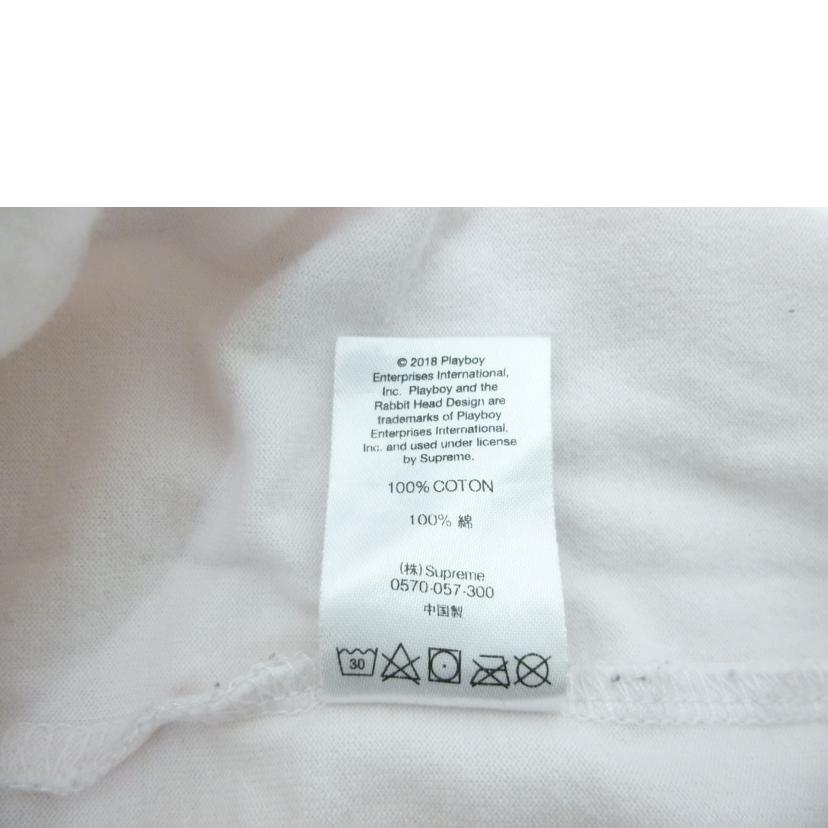 © 2018 Playboy
Enterprises International,
Inc. Playboy and the
Rabbit Head Design are
trademarks of Playboy
Enterprises International.
Inc. and used under license
by Supreme.
100% COTON
100% 綿
(株)Supreme
0570-057-300
中国製
30